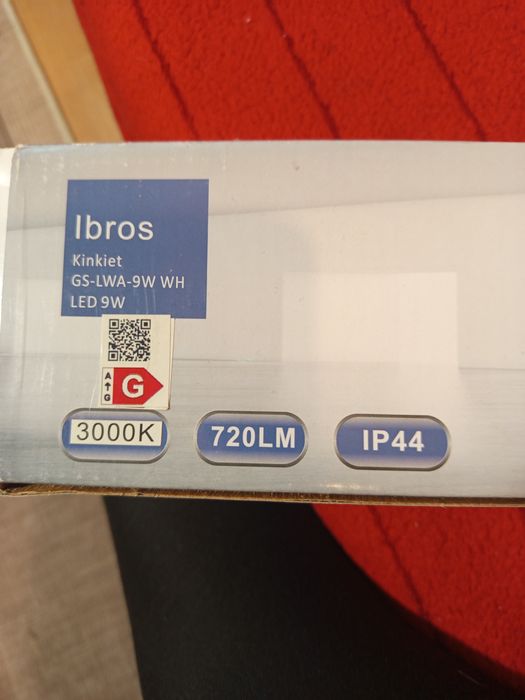 Ibros
Kinkiet
GS-LWA-9W WH
LED 9W
A
↑
G
G
3000K
720LM
IP44